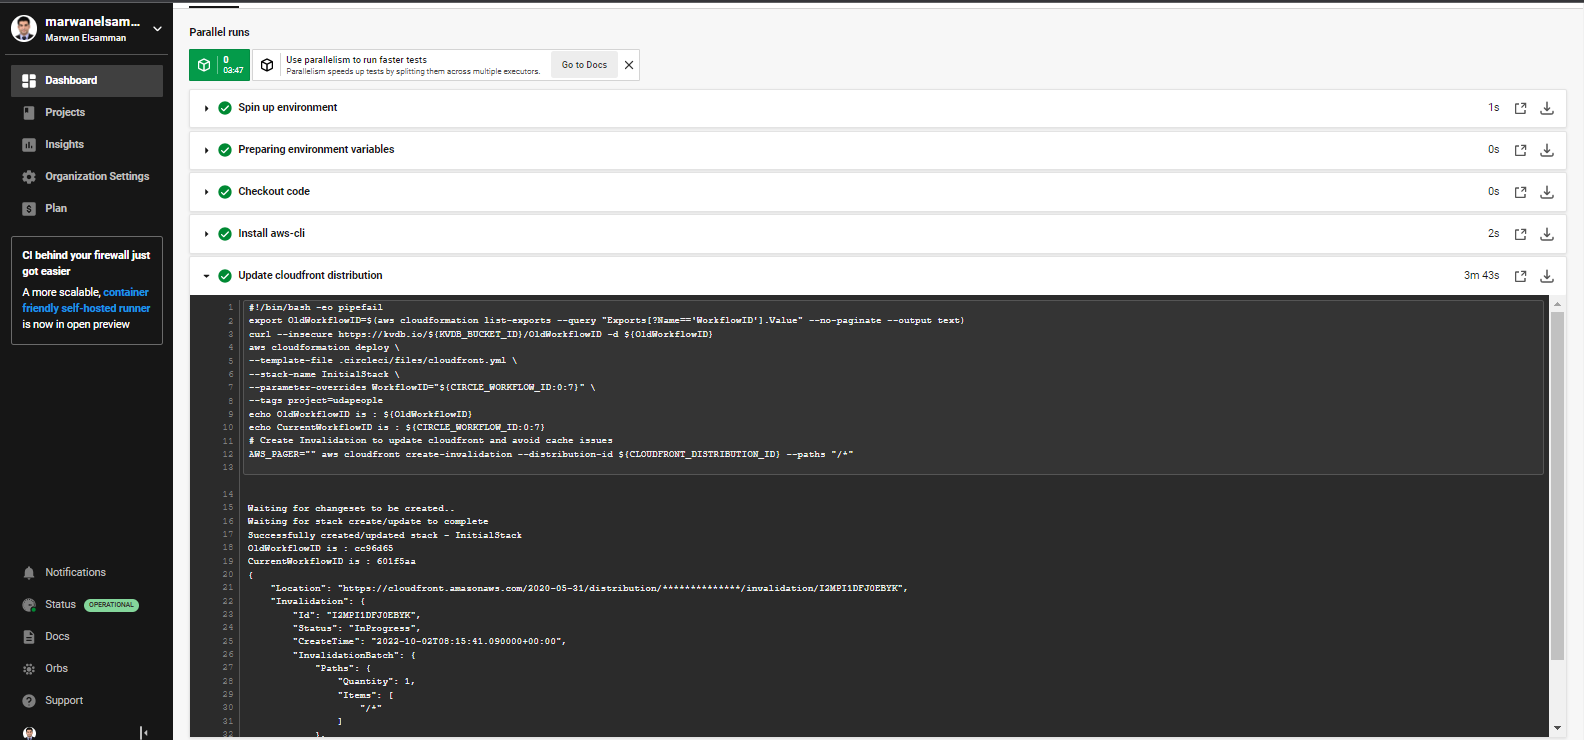 marwanelsam...
Marwan Elsamman
Dashboard
Projects
Insights
Organization Settings
Plan
CI behind your firewall just
got easier
A more scalable, container
friendly self-hosted runner
is now in open preview
Notifications
Status OPERATIONAL
Docs
Orbs
Support
Parallel runs
0
03:47
Use parallelism to run faster tests
Parallelism speeds up tests by splitting them across multiple executors.
Go to Docs
Spin up environment 1s
Preparing environment variables 0s
Checkout code 0s
Install aws-cli 2s
Update cloudfront distribution 3m 43s
1 #!/bin/bash -eo pipefail
2 export OldWorkflowID=$(aws cloudformation list-exports --query "Exports[?Name=='WorkflowID'].Value" --no-paginate --output text)
3 curl --insecure https://kvdb.io/${KVDB_BUCKET_ID}/OldWorkflowID -d ${OldWorkflowID}
4 aws cloudformation deploy \
5 --template-file .circleci/files/cloudfront.yml \
6 --stack-name InitialStack \
7 --parameter-overrides WorkflowID="${CIRCLE_WORKFLOW_ID:0:7}" \
8 --tags project=udapeople
9 echo OldWorkflowID is : ${OldWorkflowID}
10 echo CurrentWorkflowID is : ${CIRCLE_WORKFLOW_ID:0:7}
11 # Create Invalidation to update cloudfront and avoid cache issues
12 AWS_PAGER="" aws cloudfront create-invalidation --distribution-id ${CLOUDFRONT_DISTRIBUTION_ID} --paths "/*"
13
14
15 Waiting for changeset to be created..
16 Waiting for stack create/update to complete
17 Successfully created/updated stack - InitialStack
18 OldWorkflowID is : cc96d65
19 CurrentWorkflowID is : 601f5aa
20 {
21 "Location": "https://cloudfront.amazonaws.com/2020-05-31/distribution/**************/invalidation/I2MPI1DFJ0EBYK",
22 "Invalidation": {
23 "Id": "I2MPI1DFJ0EBYK",
24 "Status": "InProgress",
25 "CreateTime": "2022-10-02T08:15:41.090000+00:00",
26 "InvalidationBatch": {
27 "Paths": {
28 "Quantity": 1,
29 "Items": [
30 "/*"
31 ]
32 },